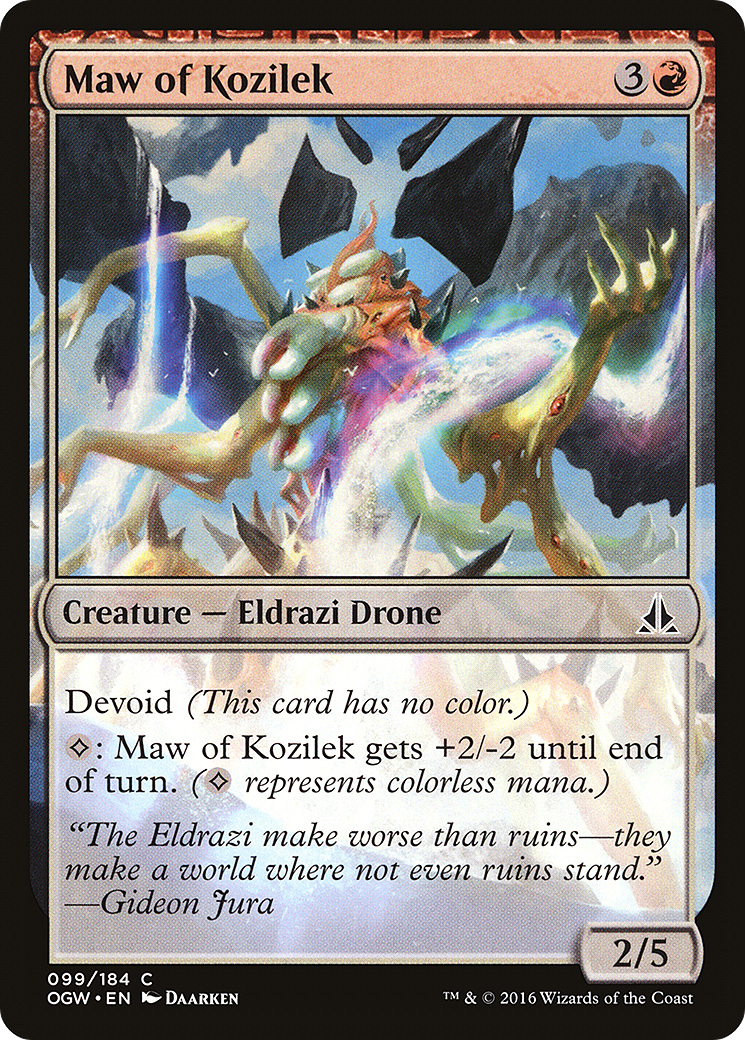 Maw of Kozilek 3
Creature — Eldrazi Drone
Devoid (This card has no color.)
: Maw of Kozilek gets +2/-2 until end
of turn. ( represents colorless mana.)
“The Eldrazi make worse than ruins—they
make a world where not even ruins stand.”
—Gideon Jura
2/5
099/184 C
OGW • EN DAARKEN
™ & © 2016 Wizards of the Coast